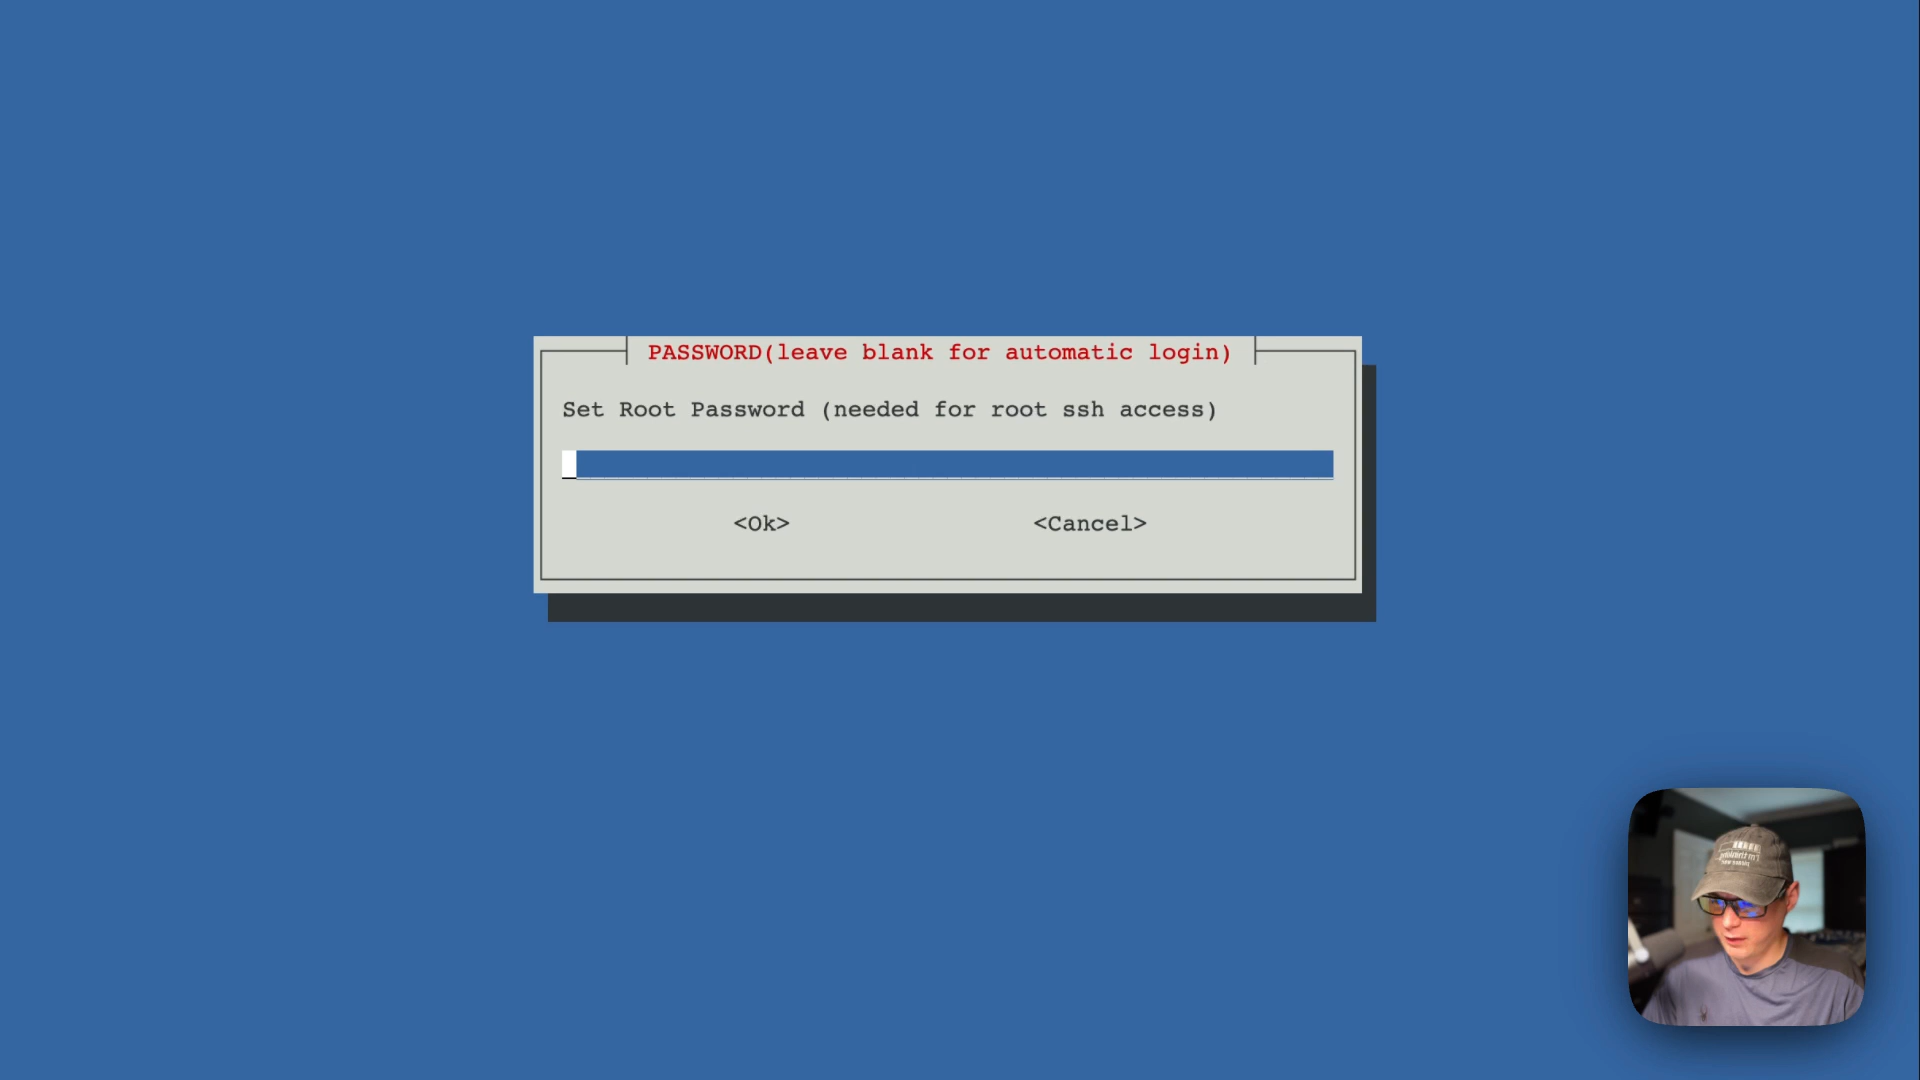 PASSWORD(leave blank for automatic login)
Set Root Password (needed for root ssh access)
<Ok> <Cancel>